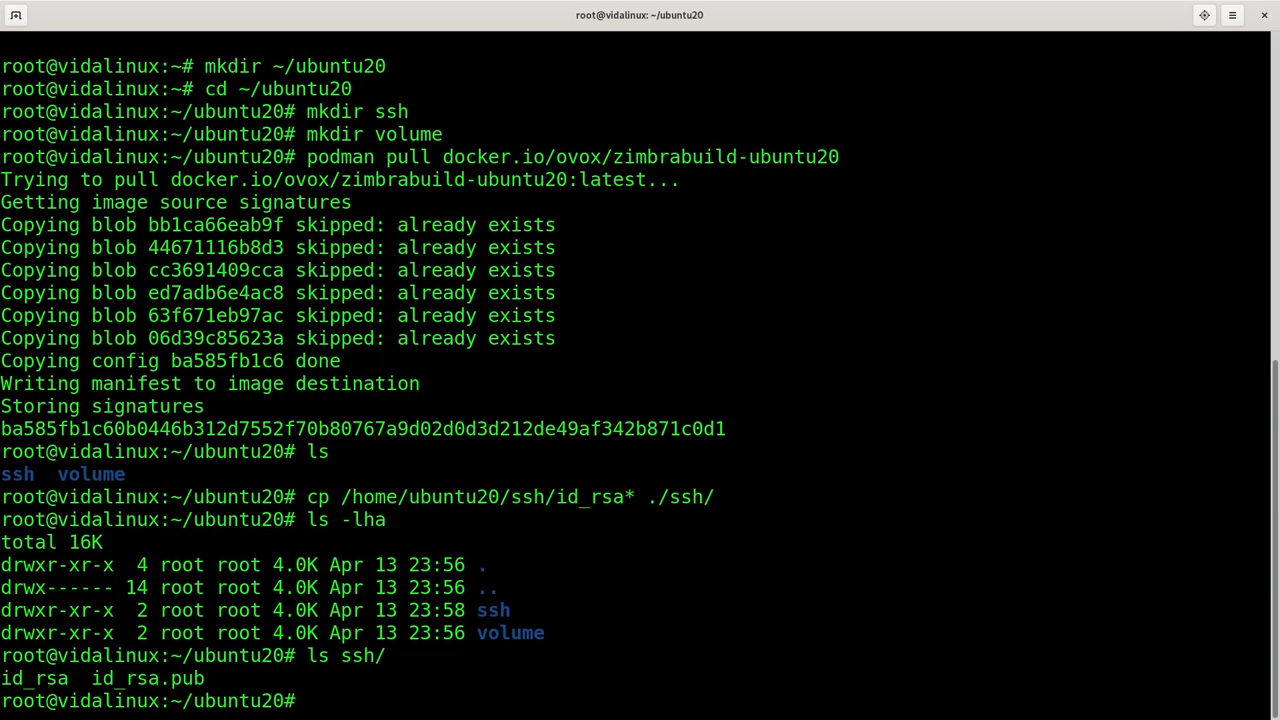 root@vidalinux: ~/ubuntu20
root@vidalinux:~# mkdir ~/ubuntu20
root@vidalinux:~# cd ~/ubuntu20
root@vidalinux:~/ubuntu20# mkdir ssh
root@vidalinux:~/ubuntu20# mkdir volume
root@vidalinux:~/ubuntu20# podman pull docker.io/ovox/zimbrabuild-ubuntu20
Trying to pull docker.io/ovox/zimbrabuild-ubuntu20:latest...
Getting image source signatures
Copying blob bb1ca66eab9f skipped: already exists
Copying blob 44671116b8d3 skipped: already exists
Copying blob cc3691409cca skipped: already exists
Copying blob ed7adb6e4ac8 skipped: already exists
Copying blob 63f671eb97ac skipped: already exists
Copying blob 06d39c85623a skipped: already exists
Copying config ba585fb1c6 done
Writing manifest to image destination
Storing signatures
ba585fb1c60b0446b312d7552f70b80767a9d02d0d3d212de49af342b871c0d1
root@vidalinux:~/ubuntu20# ls
ssh  volume
root@vidalinux:~/ubuntu20# cp /home/ubuntu20/ssh/id_rsa* ./ssh/
root@vidalinux:~/ubuntu20# ls -lha
total 16K
drwxr-xr-x  4 root root 4.0K Apr 13 23:56 .
drwx------ 14 root root 4.0K Apr 13 23:56 ..
drwxr-xr-x  2 root root 4.0K Apr 13 23:58 ssh
drwxr-xr-x  2 root root 4.0K Apr 13 23:56 volume
root@vidalinux:~/ubuntu20# ls ssh/
id_rsa  id_rsa.pub
root@vidalinux:~/ubuntu20#